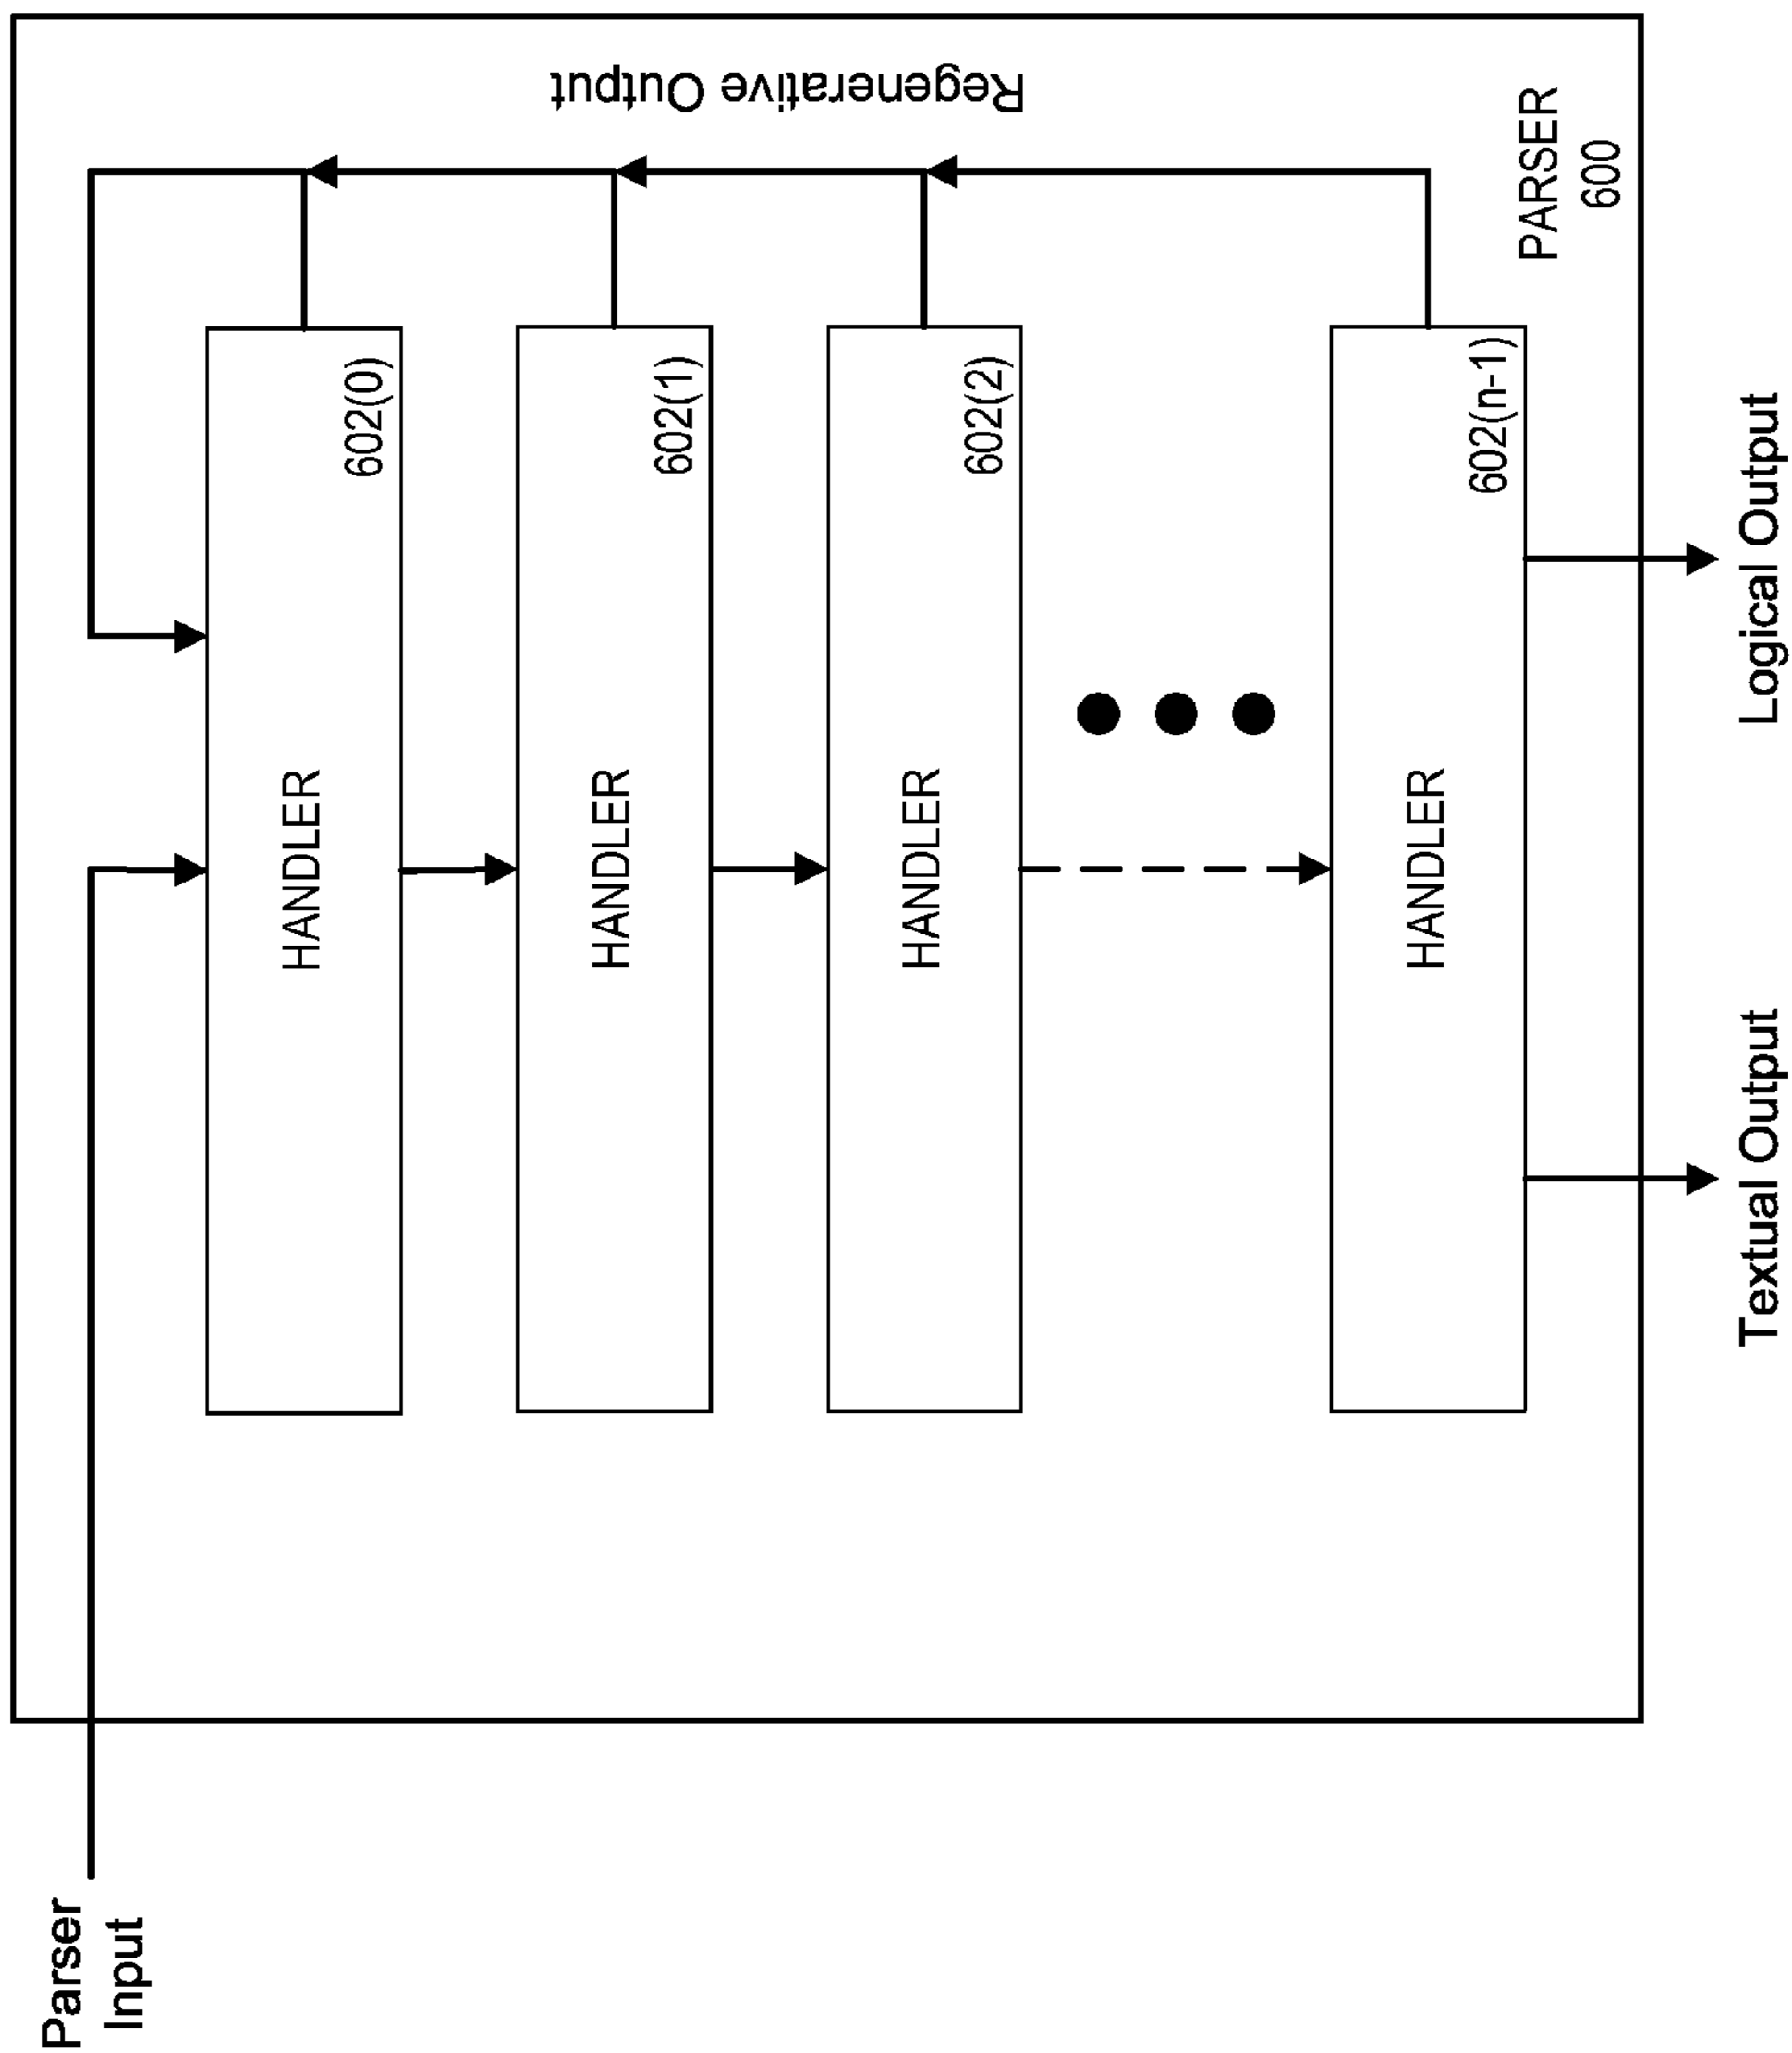 Parser
Input
HANDLER
602(0)
HANDLER
602(1)
HANDLER
602(2)
HANDLER
602(n-1)
Regenerative Output
PARSER
600
Textual Output
Logical Output